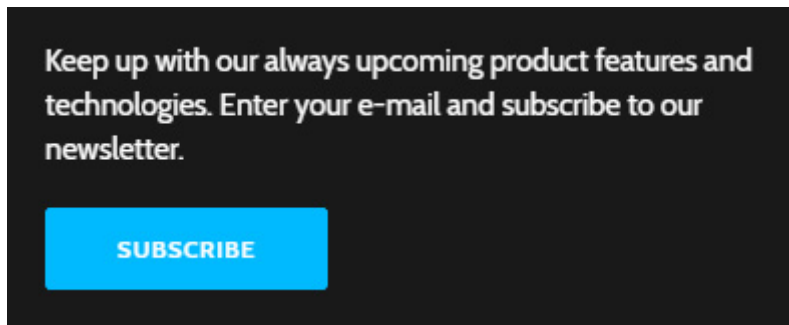 Keep up with our always upcoming product features and
technologies. Enter your e-mail and subscribe to our
newsletter.
SUBSCRIBE